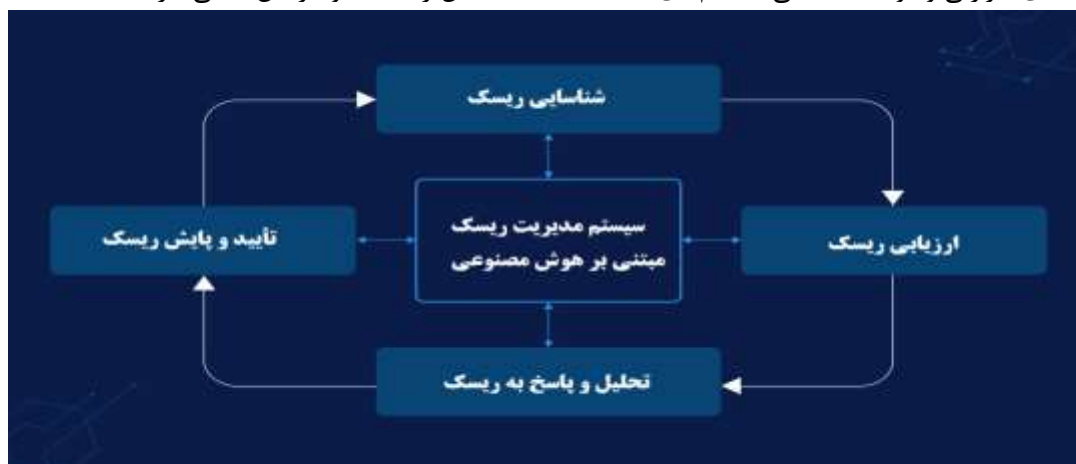 شناسایی ریسک
سیستم مدیریت ریسک
مبتنی بر هوش مصنوعی
ارزیابی ریسک
تأیید و پایش ریسک
تحلیل و پاسخ به ریسک